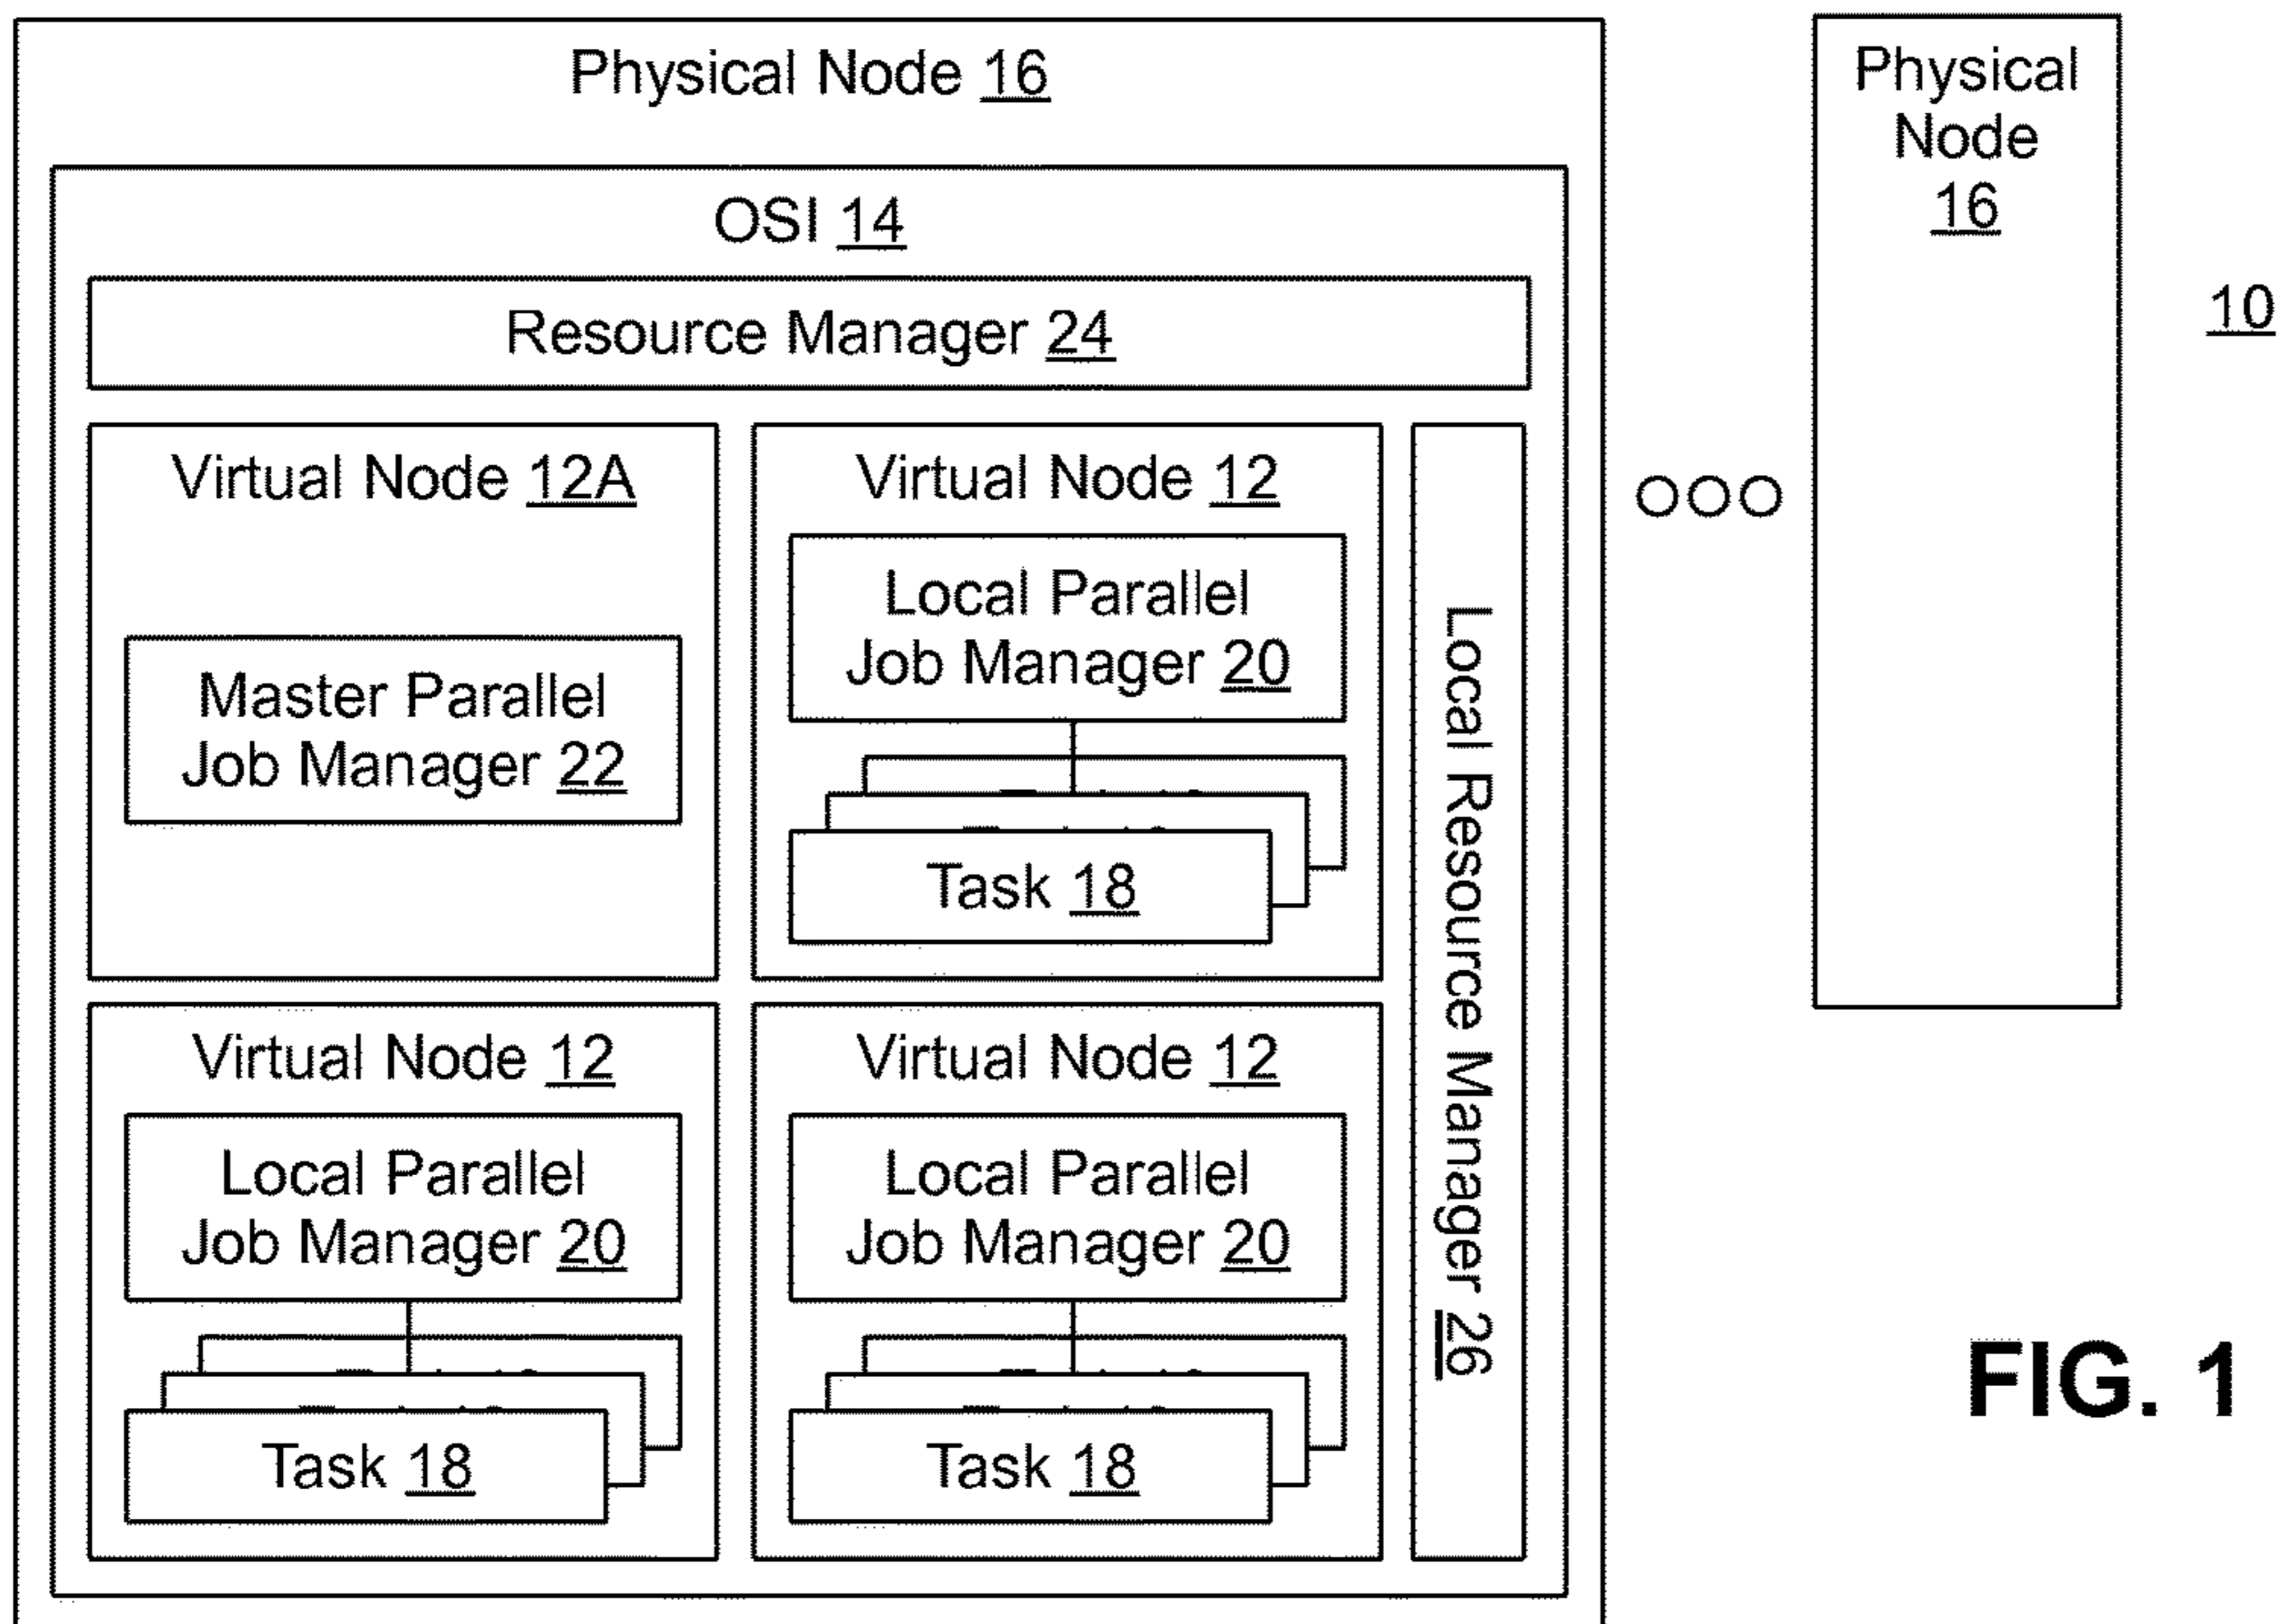 Physical Node 16
OSI 14
Resource Manager 24
Virtual Node 12A
Master Parallel
Job Manager 22
Virtual Node 12
Local Parallel
Job Manager 20
Task 18
Virtual Node 12
Local Parallel
Job Manager 20
Task 18
Virtual Node 12
Local Parallel
Job Manager 20
Task 18
Local Resource Manager 26
Physical
Node
16
10
FIG. 1